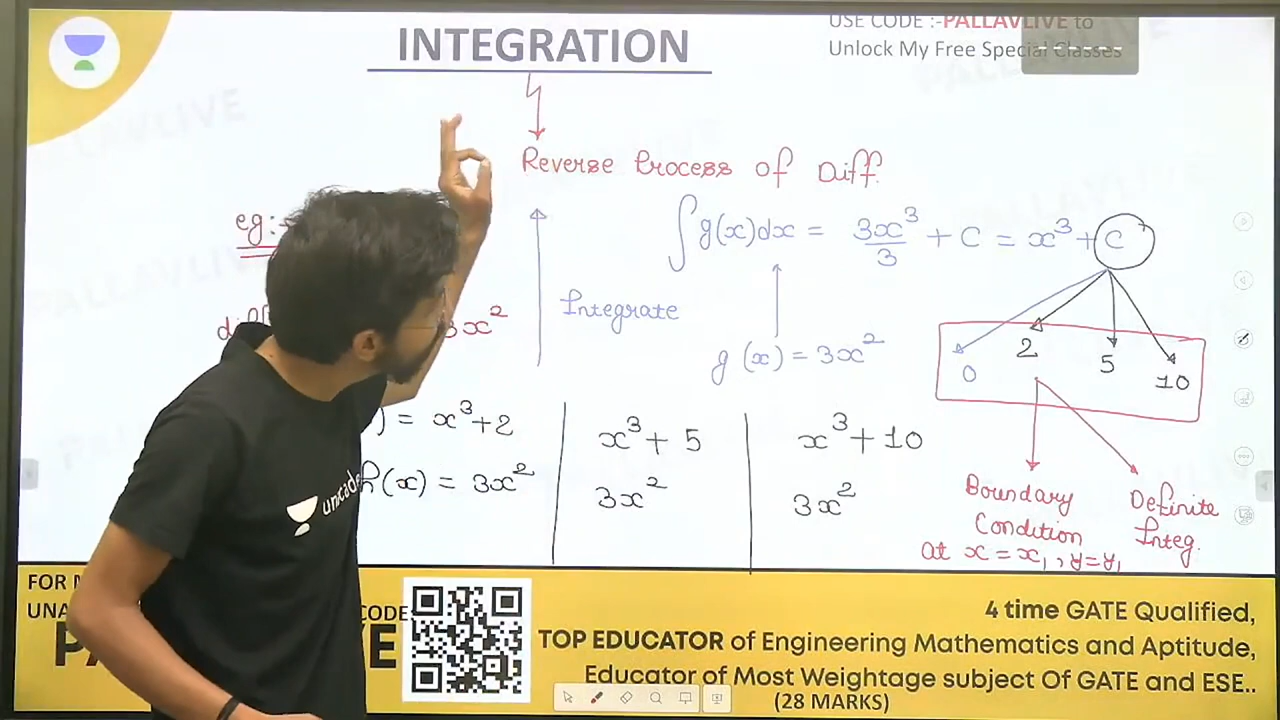 INTEGRATION
USE CODE :-PALLAVLIVE to
Unlock My Free Special Classes
Reverse Process of Diff.
eg:-
∫g(x)dx = 3x³/3 + C = x³ + C
3x²
Integrate
g(x) = 3x²
0 2 5 10
) = x³+2
x³ + 5
x³ + 10
h(x) = 3x²
3x²
3x²
Boundary
Condition
at x = x₁, y = y₁
Definite
Integ.
unacade
FOR M
UNA
CODE:
4 time GATE Qualified,
TOP EDUCATOR of Engineering Mathematics and Aptitude,
Educator of Most Weightage subject Of GATE and ESE..
(28 MARKS)